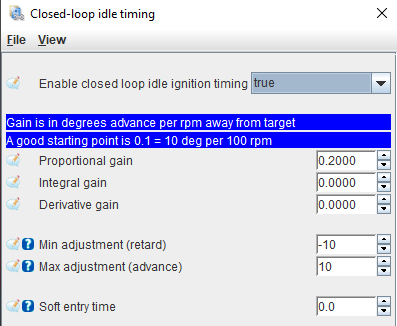 Closed-loop idle timing
File View
Enable closed loop idle ignition timing true
Gain is in degrees advance per rpm away from target
A good starting point is 0.1 = 10 deg per 100 rpm
Proportional gain 0.2000
Integral gain 0.0000
Derivative gain 0.0000
Min adjustment (retard) -10
Max adjustment (advance) 10
Soft entry time 0.0